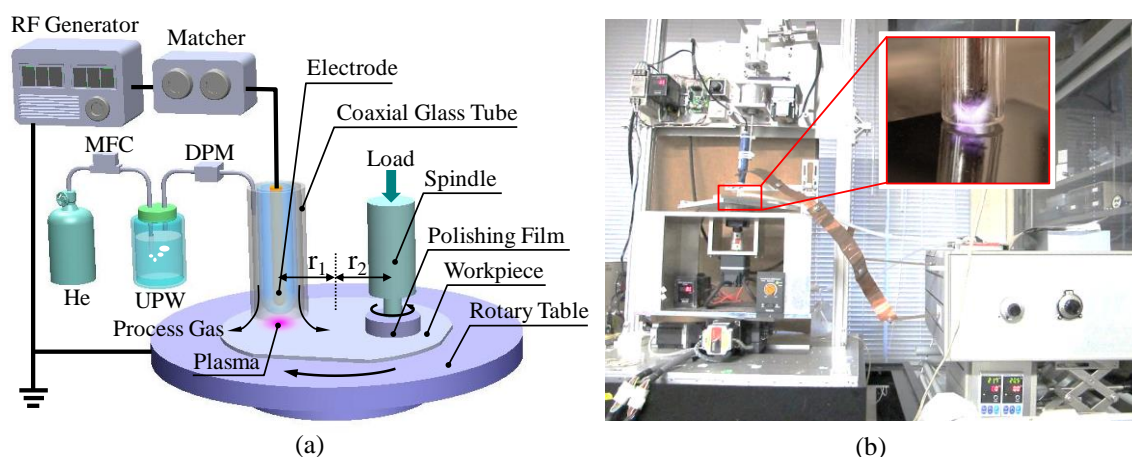 RF Generator
Matcher
Electrode
Coaxial Glass Tube
MFC
DPM
Load
Spindle
Polishing Film
r1
r2
Workpiece
He
UPW
Rotary Table
Process Gas
Plasma
(a)
(b)